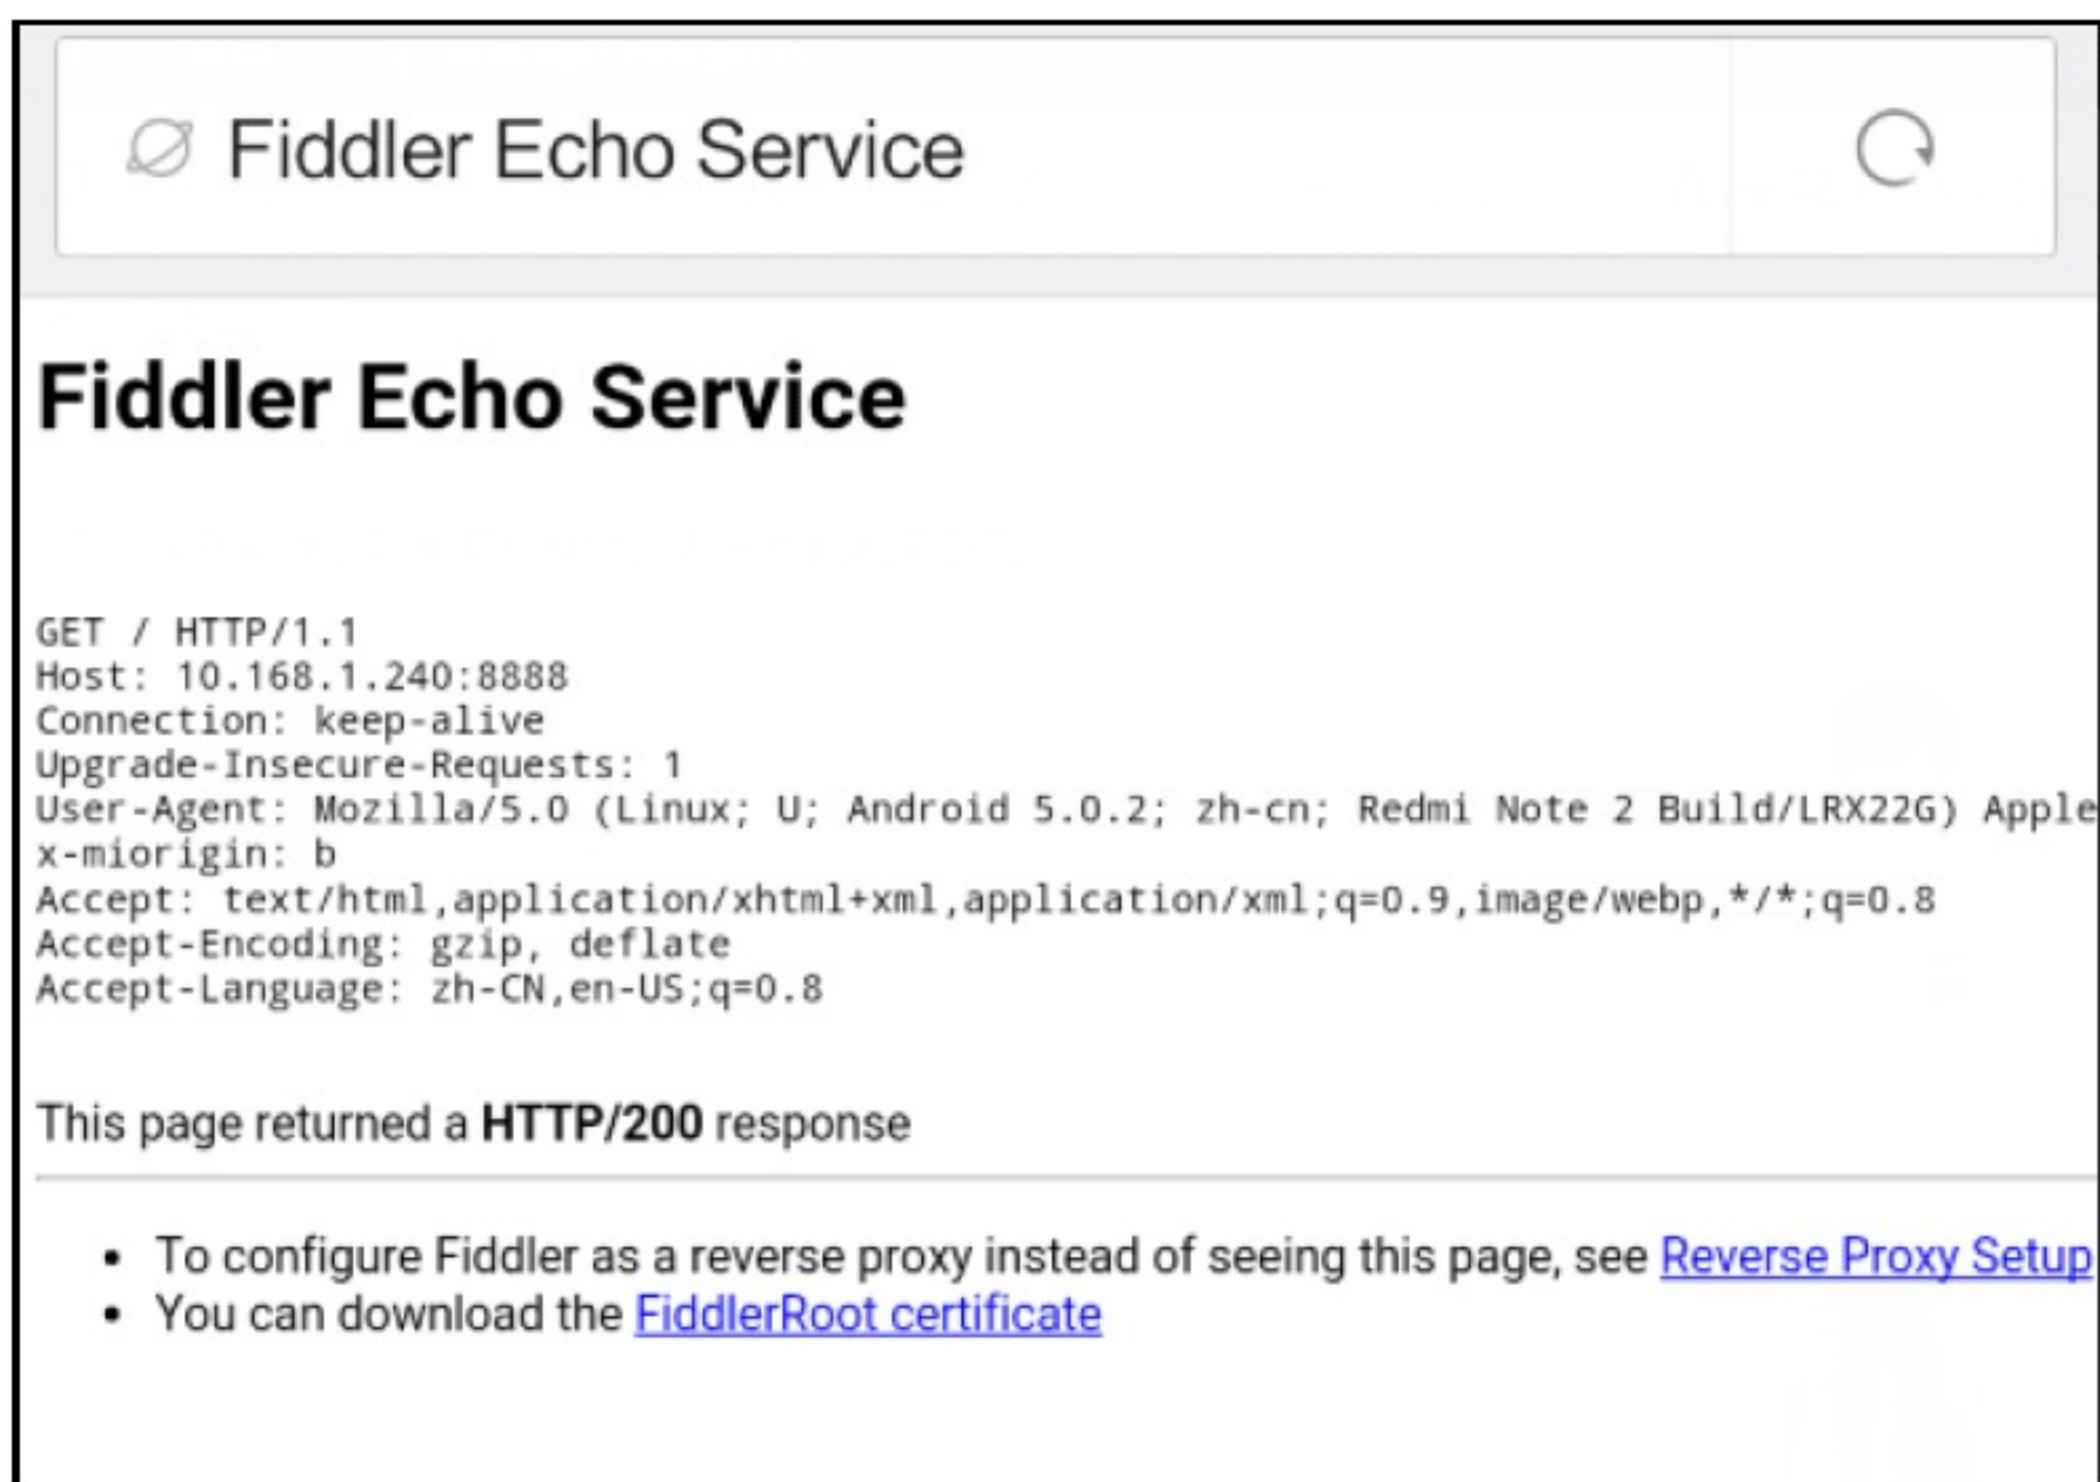 Fiddler Echo Service
Fiddler Echo Service
GET / HTTP/1.1
Host: 10.168.1.240:8888
Connection: keep-alive
Upgrade-Insecure-Requests: 1
User-Agent: Mozilla/5.0 (Linux; U; Android 5.0.2; zh-cn; Redmi Note 2 Build/LRX22G) Apple
x-miorigin: b
Accept: text/html,application/xhtml+xml,application/xml;q=0.9,image/webp,*/*;q=0.8
Accept-Encoding: gzip, deflate
Accept-Language: zh-CN,en-US;q=0.8
This page returned a HTTP/200 response
• To configure Fiddler as a reverse proxy instead of seeing this page, see Reverse Proxy Setup
• You can download the FiddlerRoot certificate